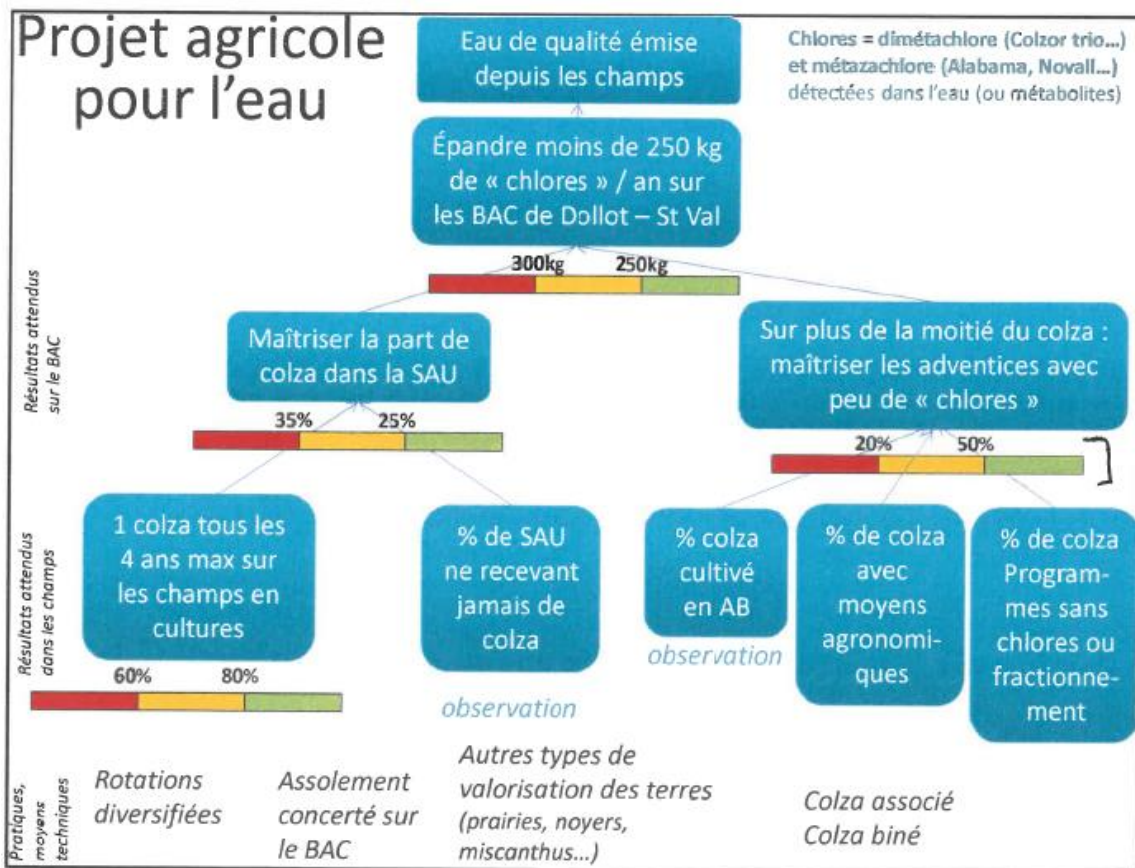 Projet agricole
pour l'eau
Eau de qualité émise
depuis les champs
Chlores = dimétachlore (Colzor trio...)
et métazachlore (Alabama, Novall...)
détectées dans l'eau (ou métabolites)
Épandre moins de 250 kg
de « chlores » / an sur
les BAC de Dollot – St Val
300kg 250kg
Résultats attendus
sur le BAC
Maîtriser la part de
colza dans la SAU
35% 25%
Sur plus de la moitié du colza :
maîtriser les adventices avec
peu de « chlores »
20% 50%
Résultats attendus
dans les champs
1 colza tous les
4 ans max sur
les champs en
cultures
60% 80%
% de SAU
ne recevant
jamais de
colza
observation
% colza
cultivé
en AB
observation
% de colza
avec
moyens
agronomi-
ques
% de colza
Program-
mes sans
chlores ou
fractionne-
ment
Pratiques,
moyens
techniques
Rotations
diversifiées
Assolement
concerté sur
le BAC
Autres types de
valorisation des terres
(prairies, noyers,
miscanthus...)
Colza associé
Colza biné